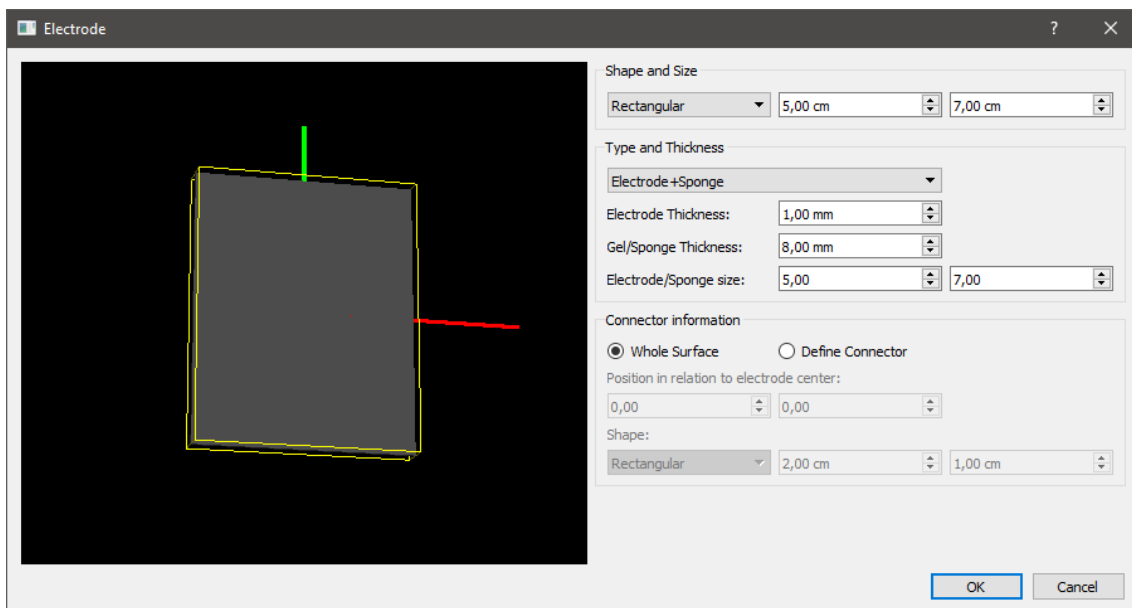 Electrode
Shape and Size
Rectangular 5,00 cm 7,00 cm
Type and Thickness
Electrode+Sponge
Electrode Thickness: 1,00 mm
Gel/Sponge Thickness: 8,00 mm
Electrode/Sponge size: 5,00 7,00
Connector information
Whole Surface Define Connector
Position in relation to electrode center:
0,00 0,00
Shape:
Rectangular 2,00 cm 1,00 cm
OK Cancel